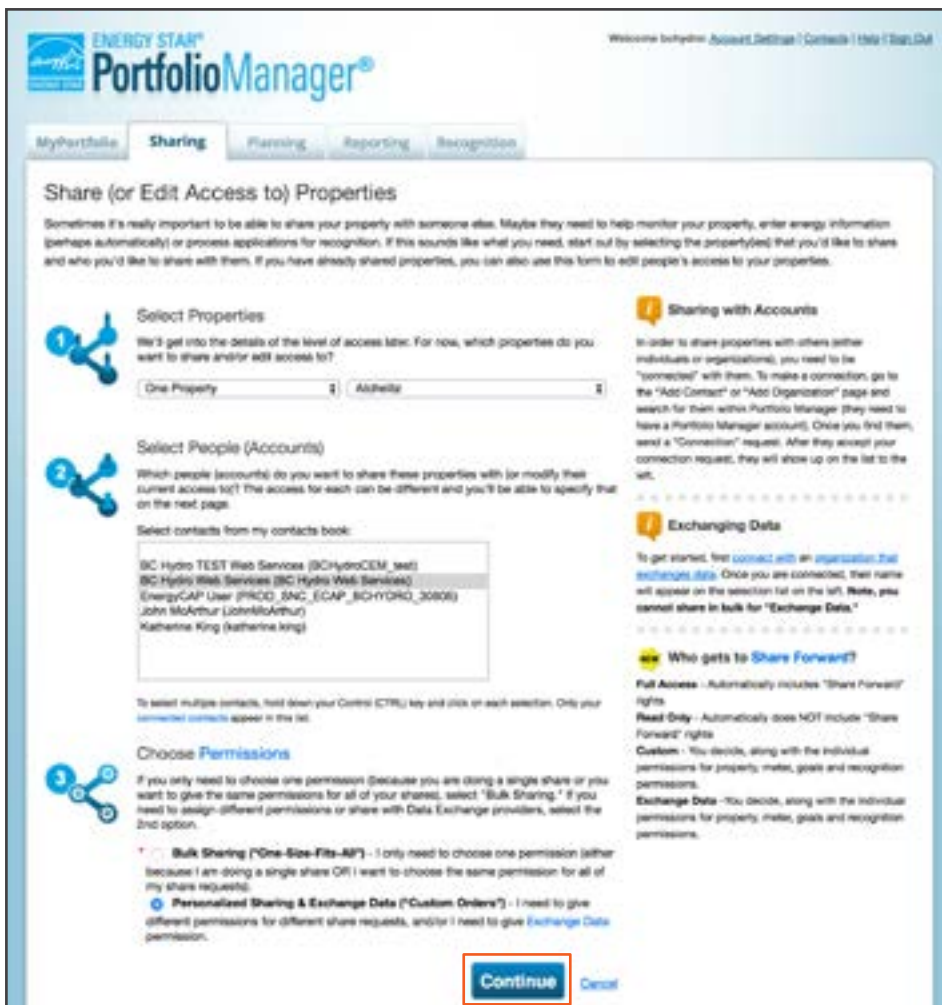 ENERGY STAR®
PortfolioManager®
Welcome bchydro: Account Settings | Contacts | Help | Sign Out
MyPortfolio
Sharing
Planning
Reporting
Recognition
Share (or Edit Access to) Properties
Sometimes it's really important to be able to share your property with someone else. Maybe they need to help monitor your property, enter energy information
(perhaps automatically) or process applications for recognition. If this sounds like what you need, start out by selecting the property(ies) that you'd like to share
and who you'd like to share with them. If you have already shared properties, you can also use this form to edit people's access to your properties.
1
Select Properties
We'll get into the details of the level of access later. For now, which properties do you
want to share and/or edit access to?
One Property
2
Select People (Accounts)
Which people (accounts) do you want to share these properties with (or modify their
current access to)? The access for each can be different and you'll be able to specify that
on the next page.
Select contacts from my contacts book:
BC Hydro TEST Web Services (BCHydroCEM_test)
BC Hydro Web Services (BC Hydro Web Services)
EnergyCAP User (PROD_SNC_ECAP_BCHYDRO_30808)
John McArthur (JohnMcArthur)
Katherine King (katherine.king)
To select multiple contacts, hold down your Control (CTRL) key and click on each selection. Only your
connected contacts appear in this list.
3
Choose Permissions
If you only need to choose one permission (because you are doing a single share or you
want to give the same permissions for all of your shares), select "Bulk Sharing." If you
need to assign different permissions or share with Data Exchange providers, select the
2nd option.
* Bulk Sharing ("One-Size-Fits-All") - I only need to choose one permission (either
because I am doing a single share OR I want to choose the same permission for all of
my share requests).
Personalized Sharing & Exchange Data ("Custom Orders") - I need to give
different permissions for different share requests, and/or I need to give Exchange Data
permission.
Continue
Cancel
Sharing with Accounts
In order to share properties with others (either
individuals or organizations), you need to be
"connected" with them. To make a connection, go to
the "Add Contact" or "Add Organization" page and
search for them within Portfolio Manager (they need to
have a Portfolio Manager account). Once you find them,
send a "Connection" request. After they accept your
connection request, they will show up on the list to the
left.
Exchanging Data
To get started, first connect with an organization that
exchanges data. Once you are connected, their name
will appear on the selection list on the left. Note, you
cannot share in bulk for "Exchange Data."
NEW Who gets to Share Forward?
Full Access - Automatically includes "Share Forward"
rights
Read Only - Automatically does NOT include "Share
Forward" rights
Custom - You decide, along with the individual
permissions for property, meter, goals and recognition
permissions.
Exchange Data - You decide, along with the individual
permissions for property, meter, goals and recognition
permissions.